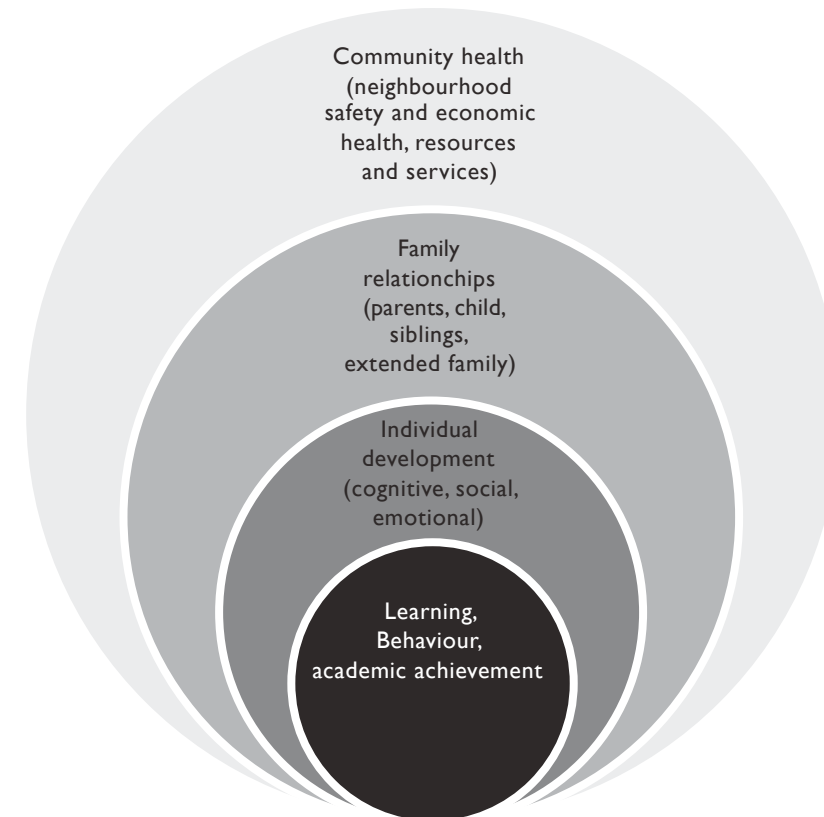 Community health
(neighbourhood
safety and economic
health, resources
and services)
Family
relationchips
(parents, child,
siblings,
extended family)
Individual
development
(cognitive, social,
emotional)
Learning,
Behaviour,
academic achievement